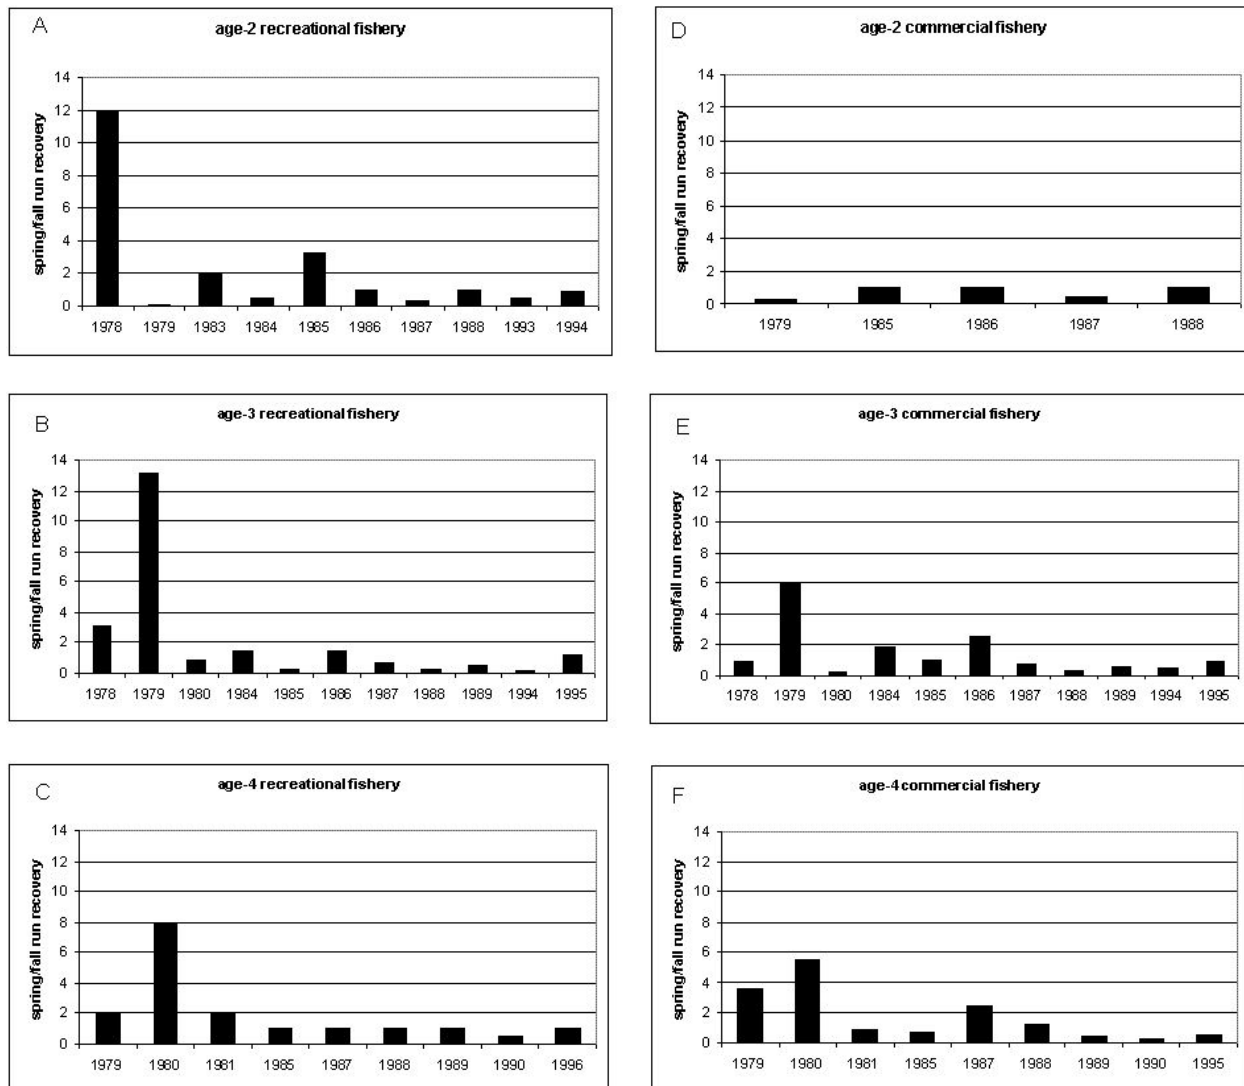 A
age-2 recreational fishery
spring/fall run recovery
14
12
10
8
6
4
2
0
1978 1979 1983 1984 1985 1986 1987 1988 1993 1994
D
age-2 commercial fishery
spring/fall run recovery
14
12
10
8
6
4
2
0
1979 1985 1986 1987 1988
B
age-3 recreational fishery
spring/fall run recovery
14
12
10
8
6
4
2
0
1978 1979 1980 1984 1985 1986 1987 1988 1989 1994 1995
E
age-3 commercial fishery
spring/fall run recovery
14
12
10
8
6
4
2
0
1978 1979 1980 1984 1985 1986 1987 1988 1989 1994 1995
C
age-4 recreational fishery
spring/fall run recovery
14
12
10
8
6
4
2
0
1979 1980 1981 1985 1987 1988 1989 1990 1996
F
age-4 commercial fishery
spring/fall run recovery
14
12
10
8
6
4
2
0
1979 1980 1981 1985 1987 1988 1989 1990 1995